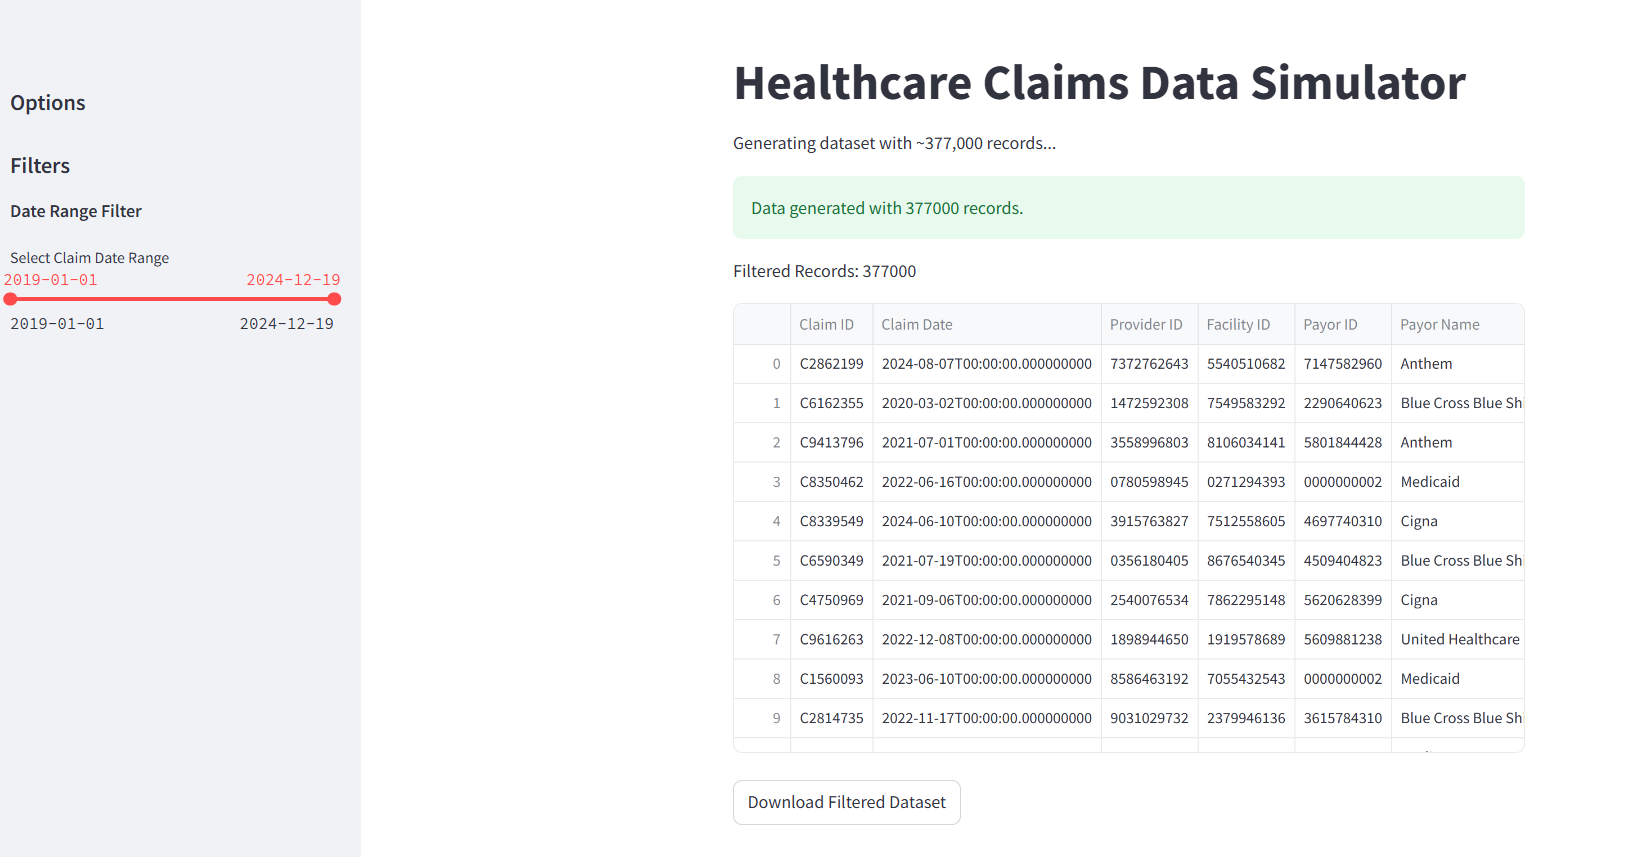 Options
Filters
Date Range Filter
Select Claim Date Range
2019-01-01 2024-12-19
2019-01-01 2024-12-19
Healthcare Claims Data Simulator
Generating dataset with ~377,000 records...
Data generated with 377000 records.
Filtered Records: 377000
Claim ID Claim Date Provider ID Facility ID Payor ID Payor Name
0 C2862199 2024-08-07T00:00:00.000000000 7372762643 5540510682 7147582960 Anthem
1 C6162355 2020-03-02T00:00:00.000000000 1472592308 7549583292 2290640623 Blue Cross Blue Sh
2 C9413796 2021-07-01T00:00:00.000000000 3558996803 8106034141 5801844428 Anthem
3 C8350462 2022-06-16T00:00:00.000000000 0780598945 0271294393 0000000002 Medicaid
4 C8339549 2024-06-10T00:00:00.000000000 3915763827 7512558605 4697740310 Cigna
5 C6590349 2021-07-19T00:00:00.000000000 0356180405 8676540345 4509404823 Blue Cross Blue Sh
6 C4750969 2021-09-06T00:00:00.000000000 2540076534 7862295148 5620628399 Cigna
7 C9616263 2022-12-08T00:00:00.000000000 1898944650 1919578689 5609881238 United Healthcare
8 C1560093 2023-06-10T00:00:00.000000000 8586463192 7055432543 0000000002 Medicaid
9 C2814735 2022-11-17T00:00:00.000000000 9031029732 2379946136 3615784310 Blue Cross Blue Sh
Download Filtered Dataset